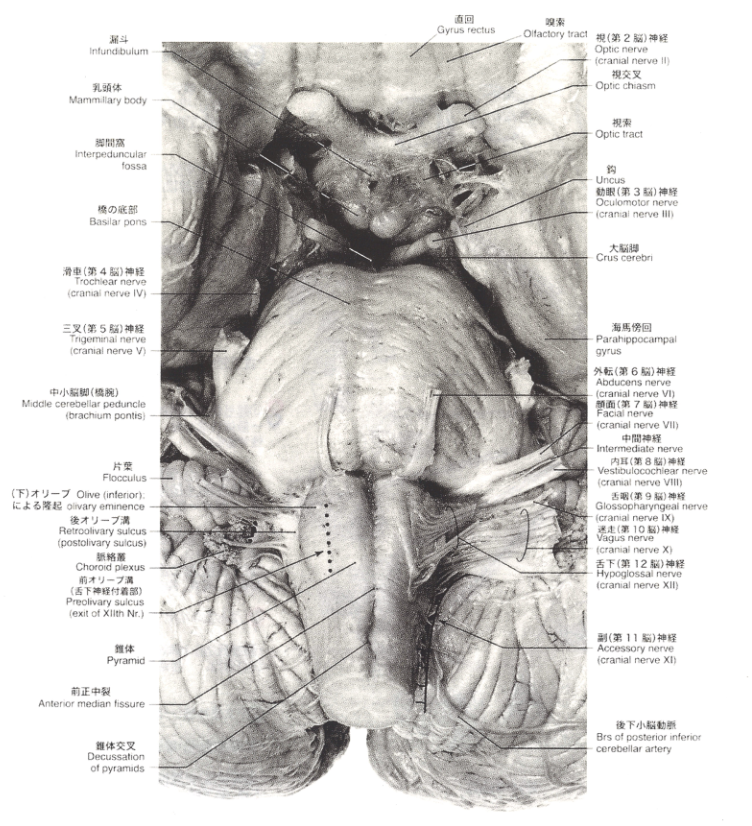 直回
Gyrus rectus
嗅索
Olfactory tract
漏斗
Infundibulum
乳頭体
Mammillary body
脚間窩
Interpeduncular
fossa
橋の底部
Basilar pons
滑車(第4脳)神経
Trochlear nerve
(cranial nerve IV)
三叉(第5脳)神経
Trigeminal nerve
(cranial nerve V)
中小脳脚(橋腕)
Middle cerebellar peduncle
(brachium pontis)
片葉
Flocculus
(下)オリーブ Olive (inferior);
による隆起 olivary eminence
後オリーブ溝
Retroolivary sulcus
(postolivary sulcus)
脈絡叢
Choroid plexus
前オリーブ溝
(舌下神経付着部)
Preolivary sulcus
(exit of XIIth Nr.)
錐体
Pyramid
前正中裂
Anterior median fissure
錐体交叉
Decussation
of pyramids
視(第2脳)神経
Optic nerve
(cranial nerve II)
視交叉
Optic chiasm
視索
Optic tract
鈎
Uncus
動眼(第3脳)神経
Oculomotor nerve
(cranial nerve III)
大脳脚
Crus cerebri
海馬傍回
Parahippocampal
gyrus
外転(第6脳)神経
Abducens nerve
(cranial nerve VI)
顔面(第7脳)神経
Facial nerve
(cranial nerve VII)
中間神経
Intermediate nerve
内耳(第8脳)神経
Vestibulocochlear nerve
(cranial nerve VIII)
舌咽(第9脳)神経
Glossopharyngeal nerve
(cranial nerve IX)
迷走(第10脳)神経
Vagus nerve
(cranial nerve X)
舌下(第12脳)神経
Hypoglossal nerve
(cranial nerve XII)
副(第11脳)神経
Accessory nerve
(cranial nerve XI)
後下小脳動脈
Brs of posterior inferior
cerebellar artery